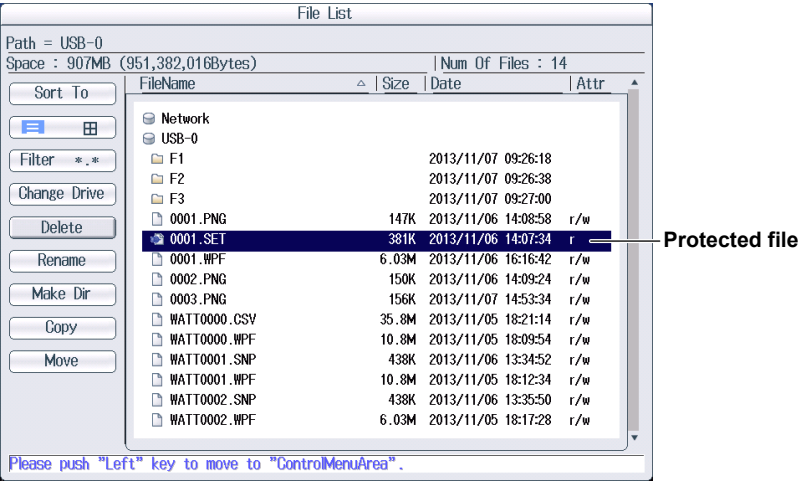 File List
Path = USB-0
Space : 907MB (951,382,016Bytes) Num Of Files : 14
Sort To
Filter *.*
Change Drive
Delete
Rename
Make Dir
Copy
Move
FileName Size Date Attr
Network
USB-0
F1 2013/11/07 09:26:18
F2 2013/11/07 09:26:38
F3 2013/11/07 09:27:00
0001.PNG 147K 2013/11/06 14:08:58 r/w
0001.SET 381K 2013/11/06 14:07:34 r Protected file
0001.WPF 6.03M 2013/11/06 16:16:42 r/w
0002.PNG 150K 2013/11/06 14:09:24 r/w
0003.PNG 156K 2013/11/07 14:53:34 r/w
WATT0000.CSV 35.8M 2013/11/05 18:21:14 r/w
WATT0000.WPF 10.8M 2013/11/05 18:09:54 r/w
WATT0001.SNP 438K 2013/11/06 13:34:52 r/w
WATT0001.WPF 10.8M 2013/11/05 18:12:34 r/w
WATT0002.SNP 438K 2013/11/06 13:35:50 r/w
WATT0002.WPF 6.03M 2013/11/05 18:17:28 r/w
Please push "Left" key to move to "ControlMenuArea".